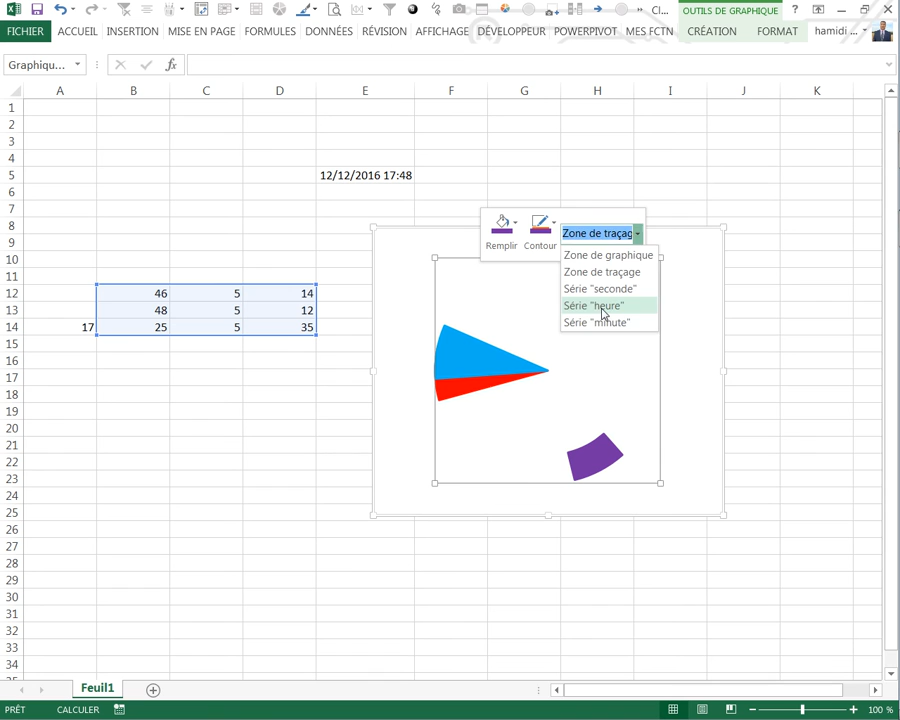 Cl... OUTILS DE GRAPHIQUE ?
FICHIER ACCUEIL INSERTION MISE EN PAGE FORMULES DONNÉES RÉVISION AFFICHAGE DÉVELOPPEUR POWERPIVOT MES FCTN CRÉATION FORMAT hamidi ...
Graphiqu... fx
A B C D E F G H I J K
1
2
3
4
5 12/12/2016 17:48
6
7
8
9 Remplir Contour Zone de traçag
10 Zone de graphique
11 Zone de traçage
12 46 5 14 Série "seconde"
13 48 5 12 Série "heure"
14 17 25 5 35 Série "minute"
15
16
17
18
19
20
21
22
23
24
25
26
27
28
29
30
31
32
33
34
Feuil1
PRÊT CALCULER 100 %